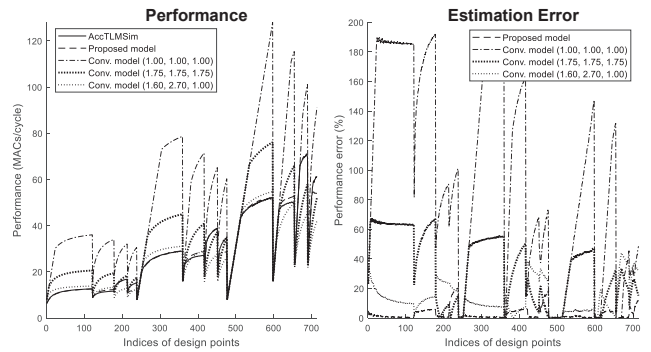 Performance
AccTLMSim
Proposed model
Conv. model (1.00, 1.00, 1.00)
Conv. model (1.75, 1.75, 1.75)
Conv. model (1.60, 2.70, 1.00)
Performance (MACs/cycle)
120
100
80
60
40
20
0
0 100 200 300 400 500 600 700
Indices of design points
Estimation Error
Proposed model
Conv. model (1.00, 1.00, 1.00)
Conv. model (1.75, 1.75, 1.75)
Conv. model (1.60, 2.70, 1.00)
Performance error (%)
200
180
160
140
120
100
80
60
40
20
0
0 100 200 300 400 500 600 700
Indices of design points